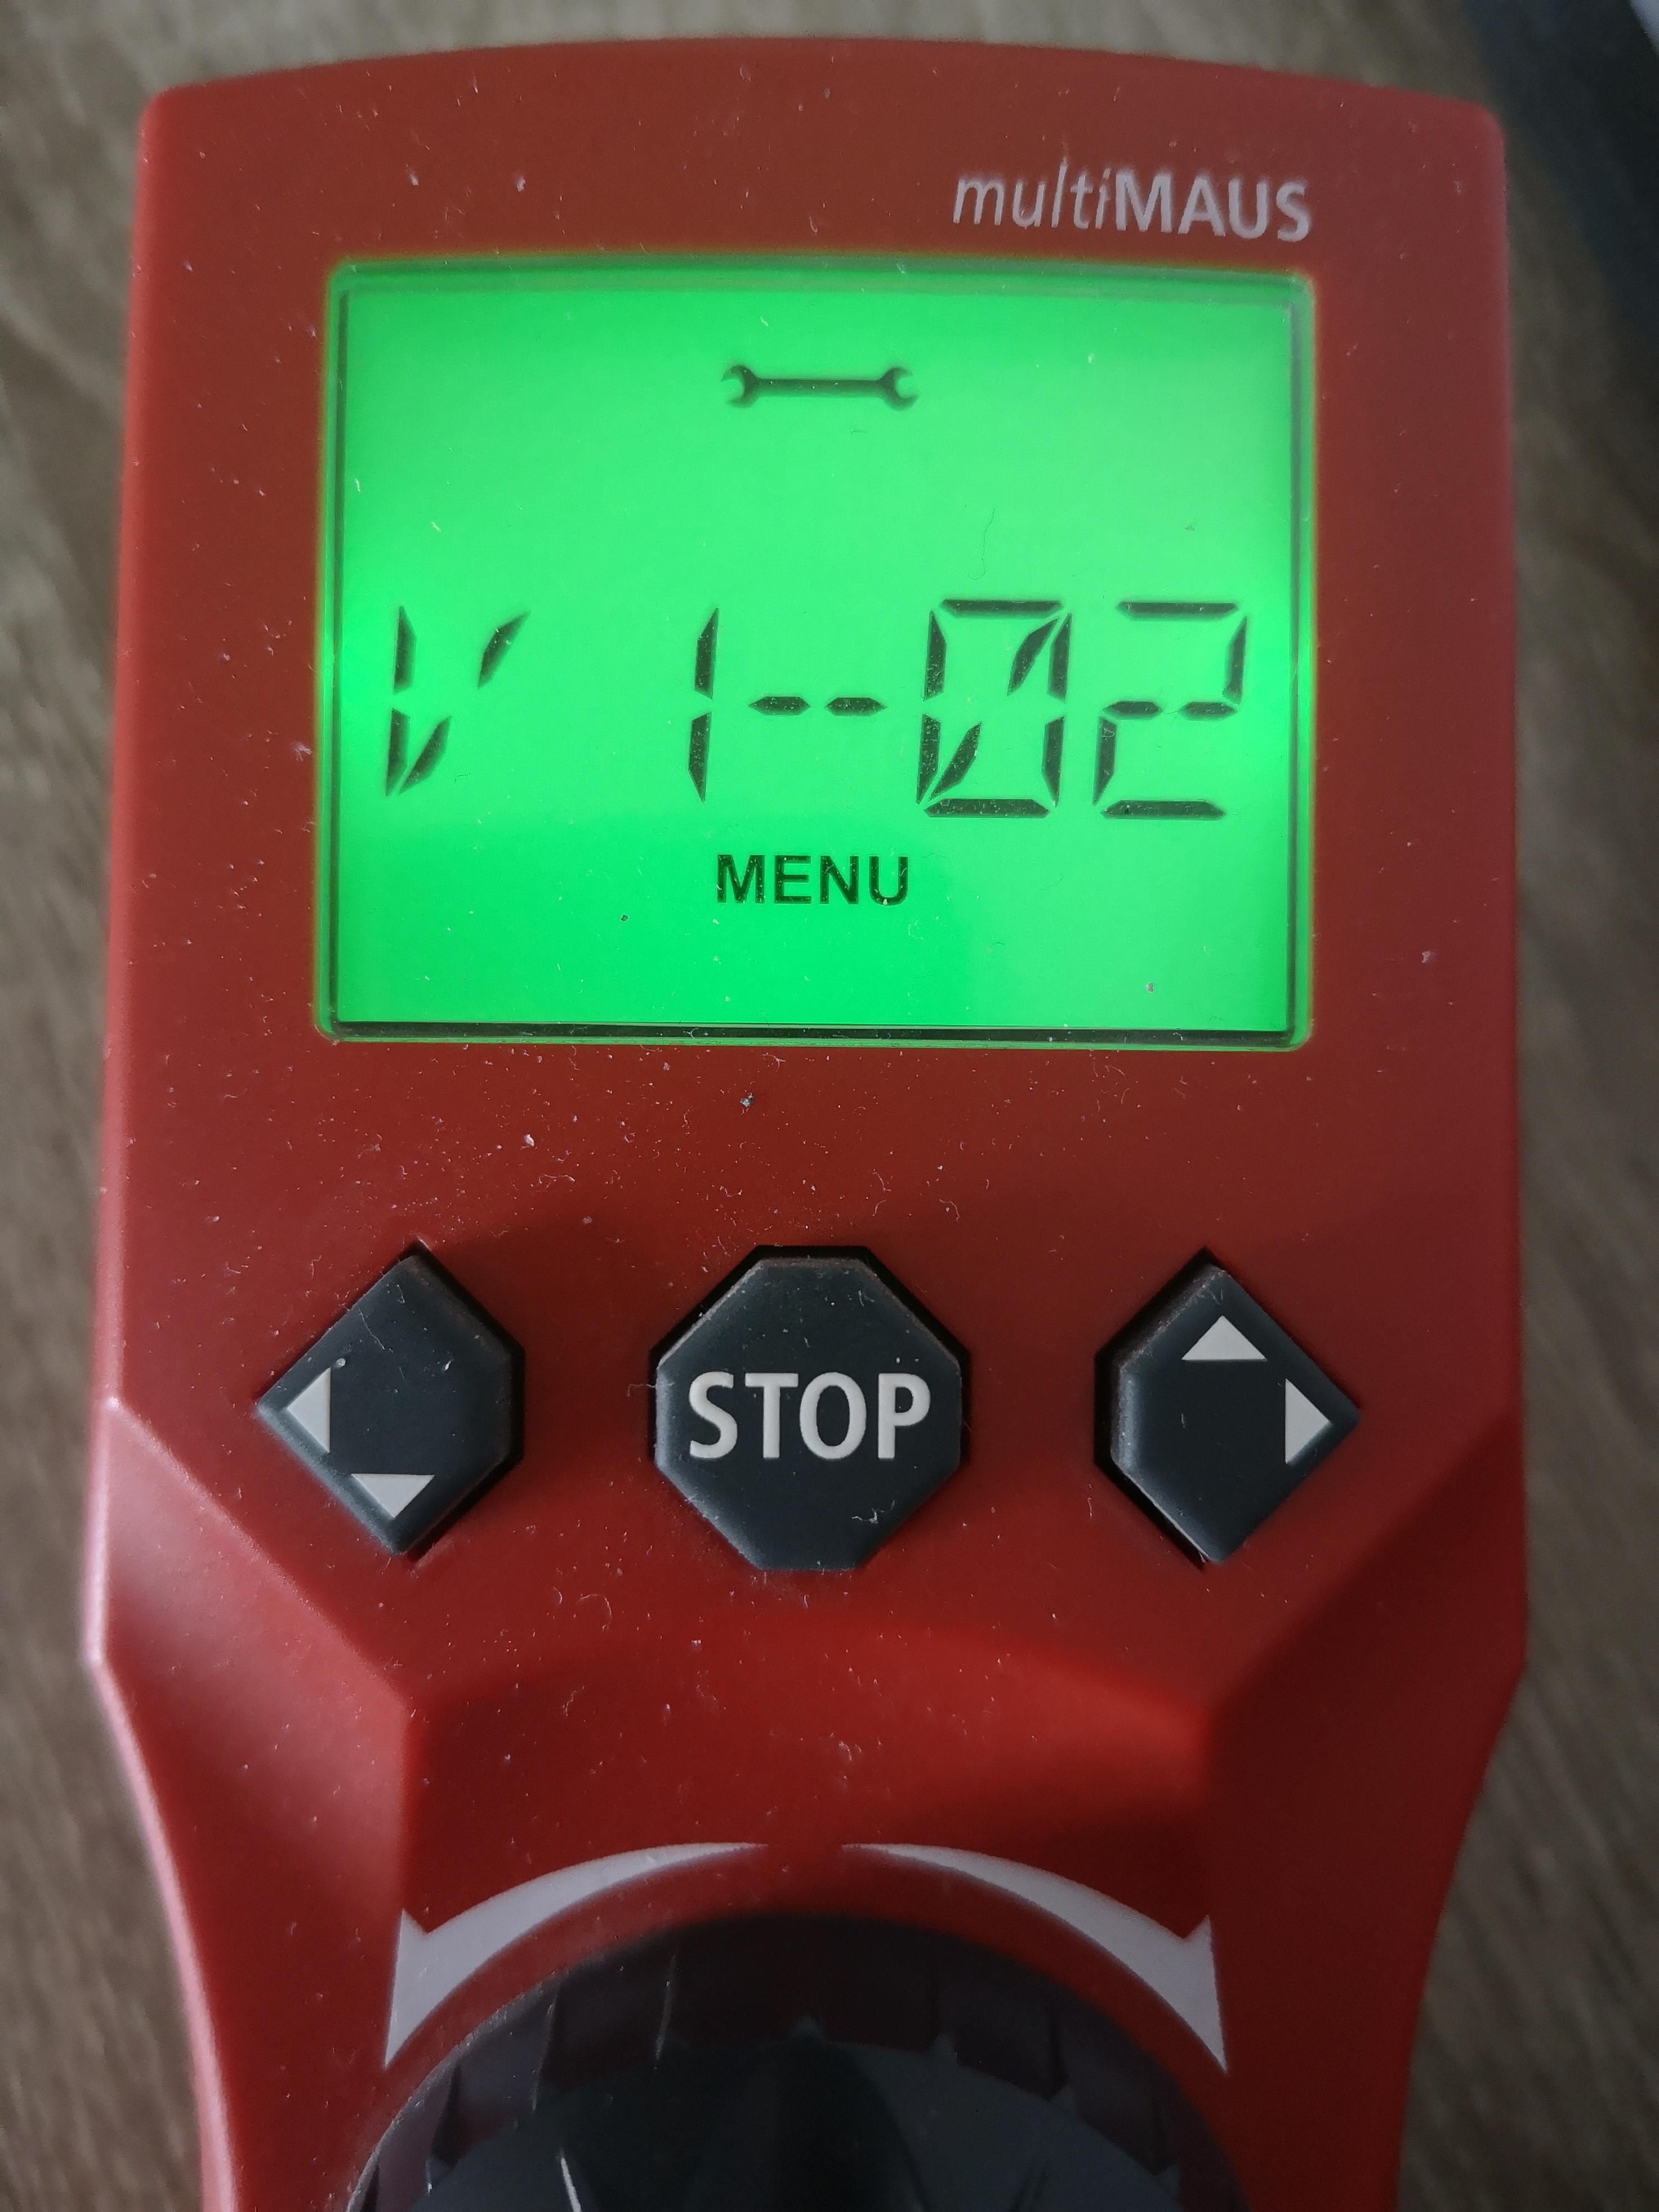 multiMAUS
V 1-02
MENU
STOP